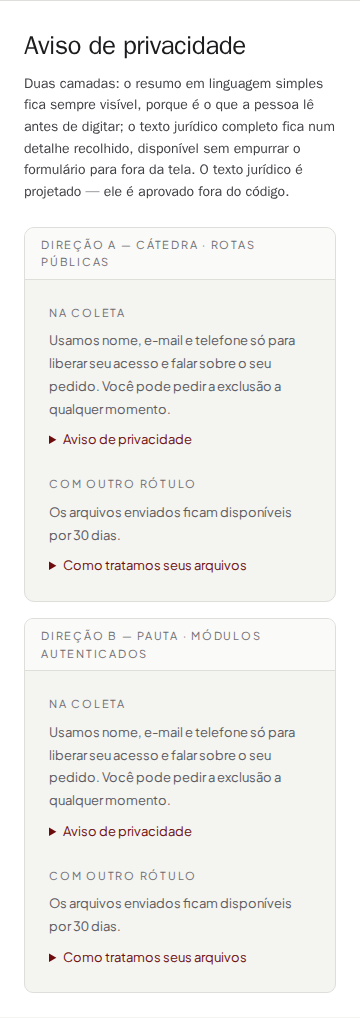 Aviso de privacidade
Duas camadas: o resumo em linguagem simples
fica sempre visível, porque é o que a pessoa lê
antes de digitar; o texto jurídico completo fica num
detalhe recolhido, disponível sem empurrar o
formulário para fora da tela. O texto jurídico é
projetado — ele é aprovado fora do código.
DIREÇÃO A — CÁTEDRA · ROTAS
PÚBLICAS
NA COLETA
Usamos nome, e-mail e telefone só para
liberar seu acesso e falar sobre o seu
pedido. Você pode pedir a exclusão a
qualquer momento.
▶ Aviso de privacidade
COM OUTRO RÓTULO
Os arquivos enviados ficam disponíveis
por 30 dias.
▶ Como tratamos seus arquivos
DIREÇÃO B — PAUTA · MÓDULOS
AUTENTICADOS
NA COLETA
Usamos nome, e-mail e telefone só para
liberar seu acesso e falar sobre o seu
pedido. Você pode pedir a exclusão a
qualquer momento.
▶ Aviso de privacidade
COM OUTRO RÓTULO
Os arquivos enviados ficam disponíveis
por 30 dias.
▶ Como tratamos seus arquivos